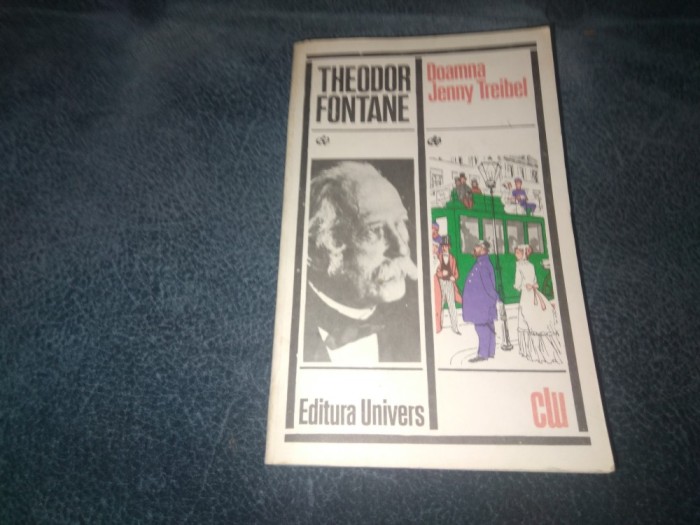 THEODOR
FONTANE
Doamna
Jenny Treibel
Editura Univers
clu